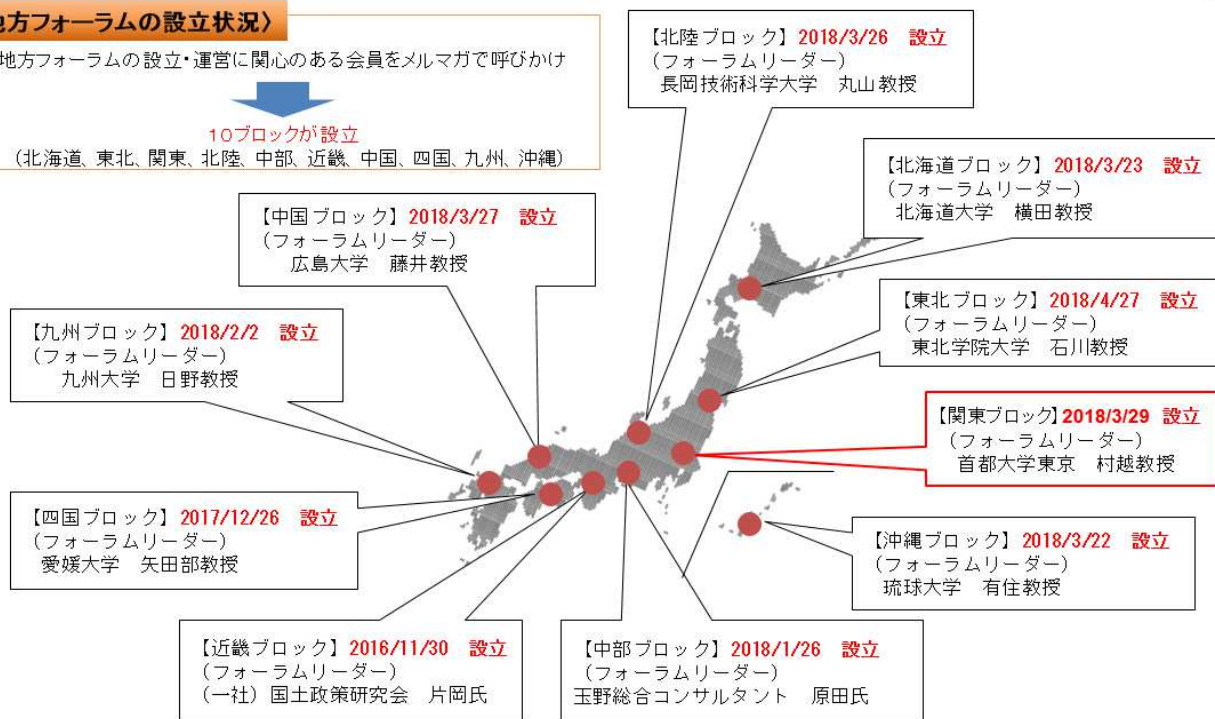 地方フォーラムの設立状況〉
地方フォーラムの設立・運営に関心のある会員をメルマガで呼びかけ
10ブロックが設立
(北海道、東北、関東、北陸、中部、近畿、中国、四国、九州、沖縄)
【北陸ブロック】2018/3/26 設立
(フォーラムリーダー)
長岡技術科学大学 丸山教授
【北海道ブロック】2018/3/23 設立
(フォーラムリーダー)
北海道大学 横田教授
【中国ブロック】2018/3/27 設立
(フォーラムリーダー)
広島大学 藤井教授
【東北ブロック】2018/4/27 設立
(フォーラムリーダー)
東北学院大学 石川教授
【九州ブロック】2018/2/2 設立
(フォーラムリーダー)
九州大学 日野教授
【関東ブロック】2018/3/29 設立
(フォーラムリーダー)
首都大学東京 村越教授
【四国ブロック】2017/12/26 設立
(フォーラムリーダー)
愛媛大学 矢田部教授
【沖縄ブロック】2018/3/22 設立
(フォーラムリーダー)
琉球大学 有住教授
【近畿ブロック】2016/11/30 設立
(フォーラムリーダー)
(一社) 国土政策研究会 片岡氏
【中部ブロック】2018/1/26 設立
(フォーラムリーダー)
玉野総合コンサルタント 原田氏